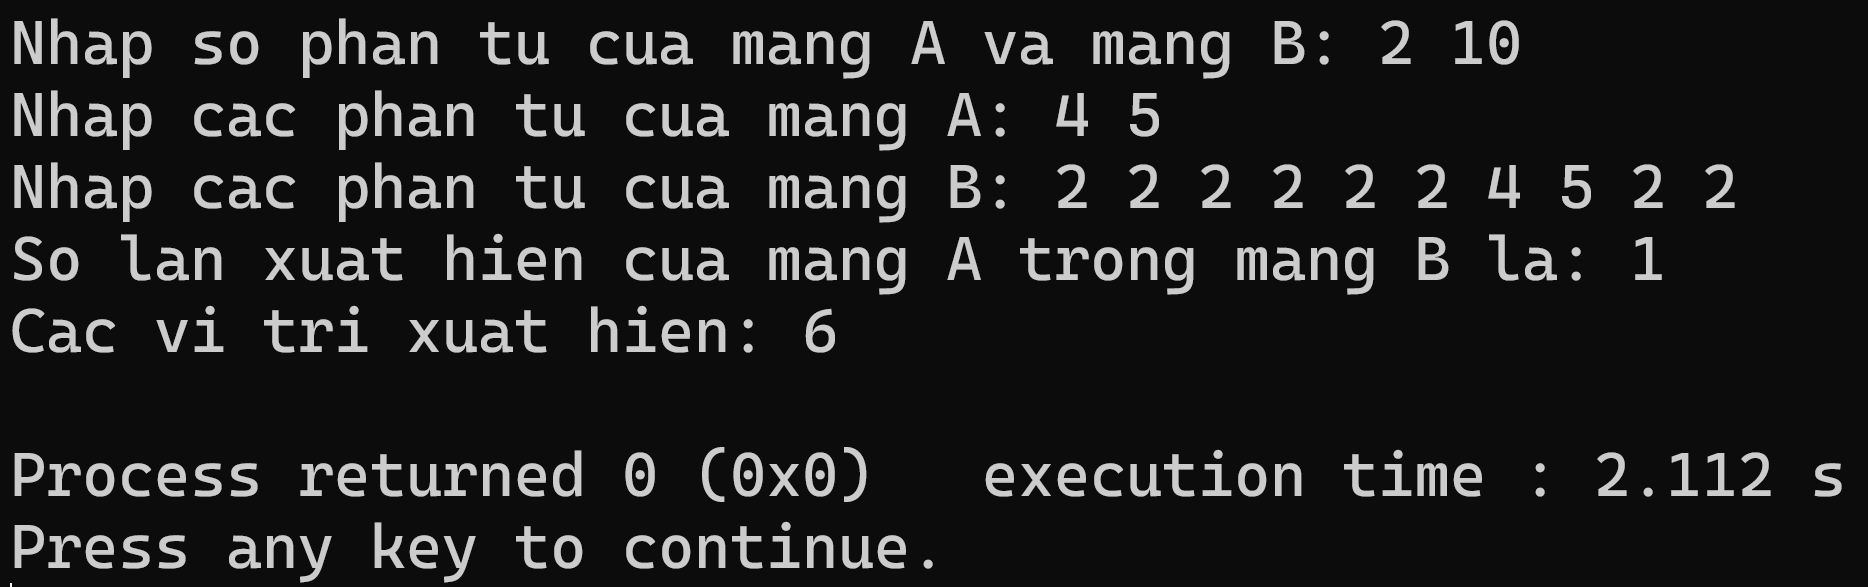 Nhap so phan tu cua mang A va mang B: 2 10
Nhap cac phan tu cua mang A: 4 5
Nhap cac phan tu cua mang B: 2 2 2 2 2 2 4 5 2 2
So lan xuat hien cua mang A trong mang B la: 1
Cac vi tri xuat hien: 6
Process returned 0 (0x0)   execution time : 2.112 s
Press any key to continue.